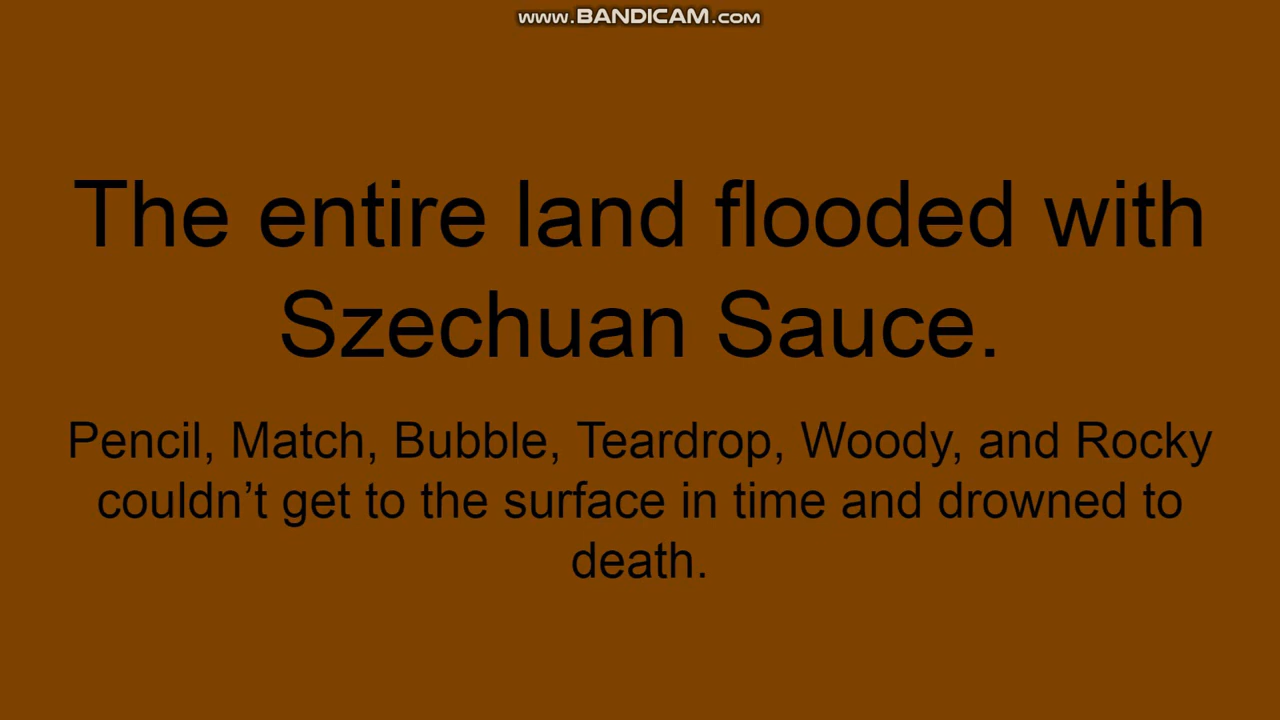 www.BANDICAM.com
The entire land flooded with
Szechuan Sauce.
Pencil, Match, Bubble, Teardrop, Woody, and Rocky
couldn’t get to the surface in time and drowned to
death.